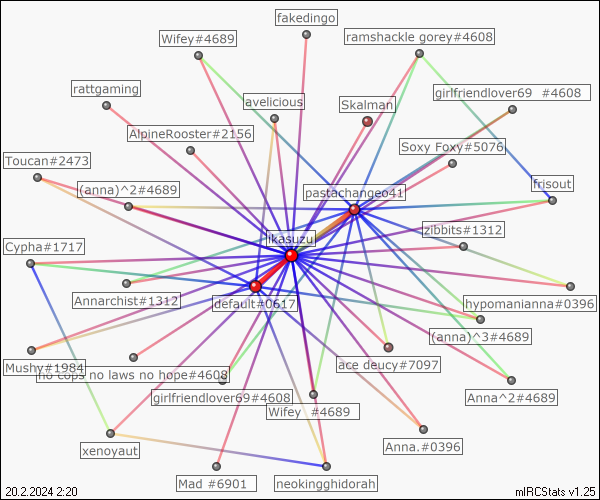 fakedingo
Wifey#4689
ramshackle gorey#4608
rattgaming
girlfriendlover69 #4608
avelicious
Skalman
AlpineRooster#2156
Soxy Foxy#5076
Toucan#2473
(anna)^2#4689
pastachangeo41
frisout
ikasuzu
zibbits#1312
Cypha#1717
Annarchist#1312
default#0617
hypomanianna#0396
(anna)^3#4689
Mushy#1984
no cops no laws no hope#4608
ace deucy#7097
girlfriendlover69#4608
Wifey #4689
Anna^2#4689
xenoyaut
Anna.#0396
Mad #6901
neokingghidorah
20.2.2024 2:20
mIRCStats v1.25